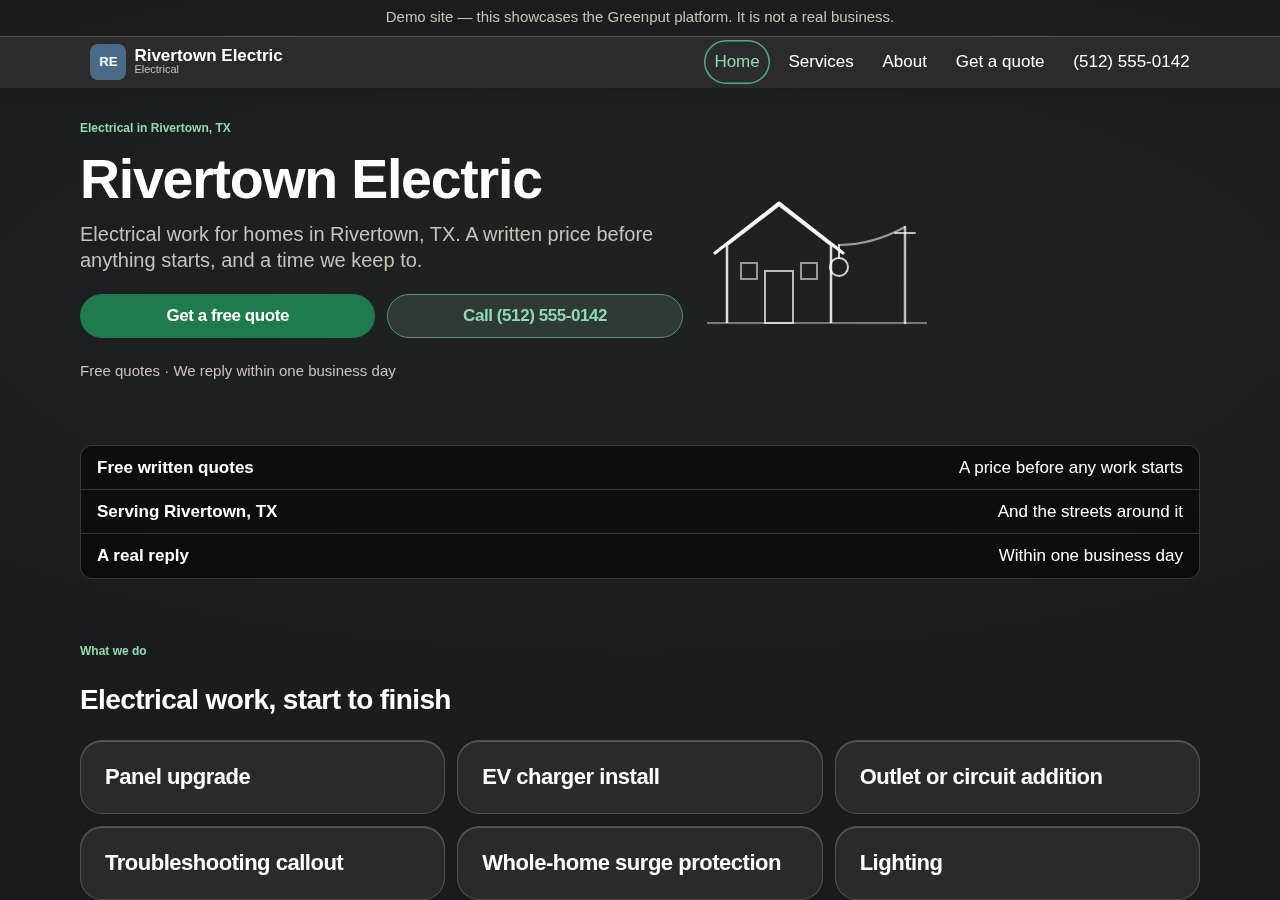 Demo site — this showcases the Greenput platform. It is not a real business.
RE
Rivertown Electric
Electrical
Home
Services
About
Get a quote
(512) 555-0142
Electrical in Rivertown, TX
Rivertown Electric
Electrical work for homes in Rivertown, TX. A written price before
anything starts, and a time we keep to.
Get a free quote
Call (512) 555-0142
Free quotes · We reply within one business day
Free written quotes
A price before any work starts
Serving Rivertown, TX
And the streets around it
A real reply
Within one business day
What we do
Electrical work, start to finish
Panel upgrade
EV charger install
Outlet or circuit addition
Troubleshooting callout
Whole-home surge protection
Lighting